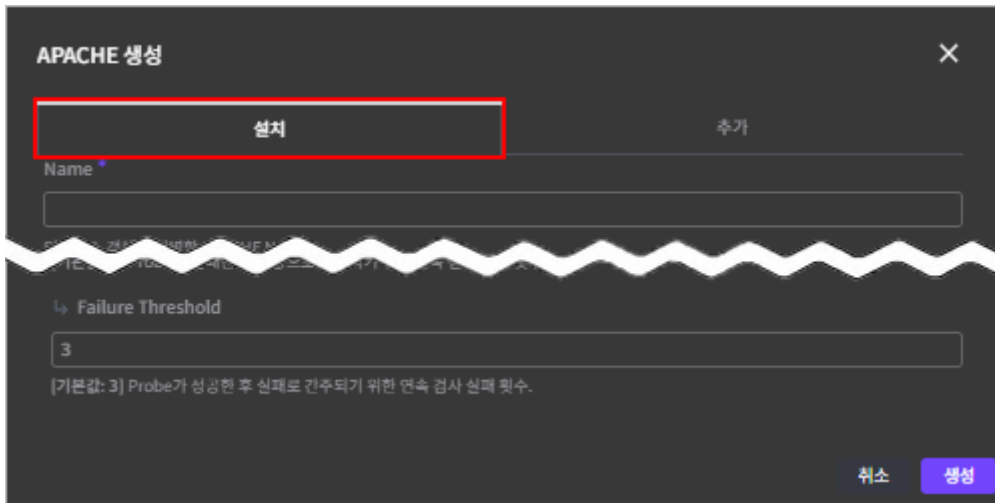 APACHE 생성
설치
추가
Name *
Failure Threshold
3
[기본값: 3] Probe가 성공한 후 실패로 간주되기 위한 연속 검사 실패 횟수.
취소
생성